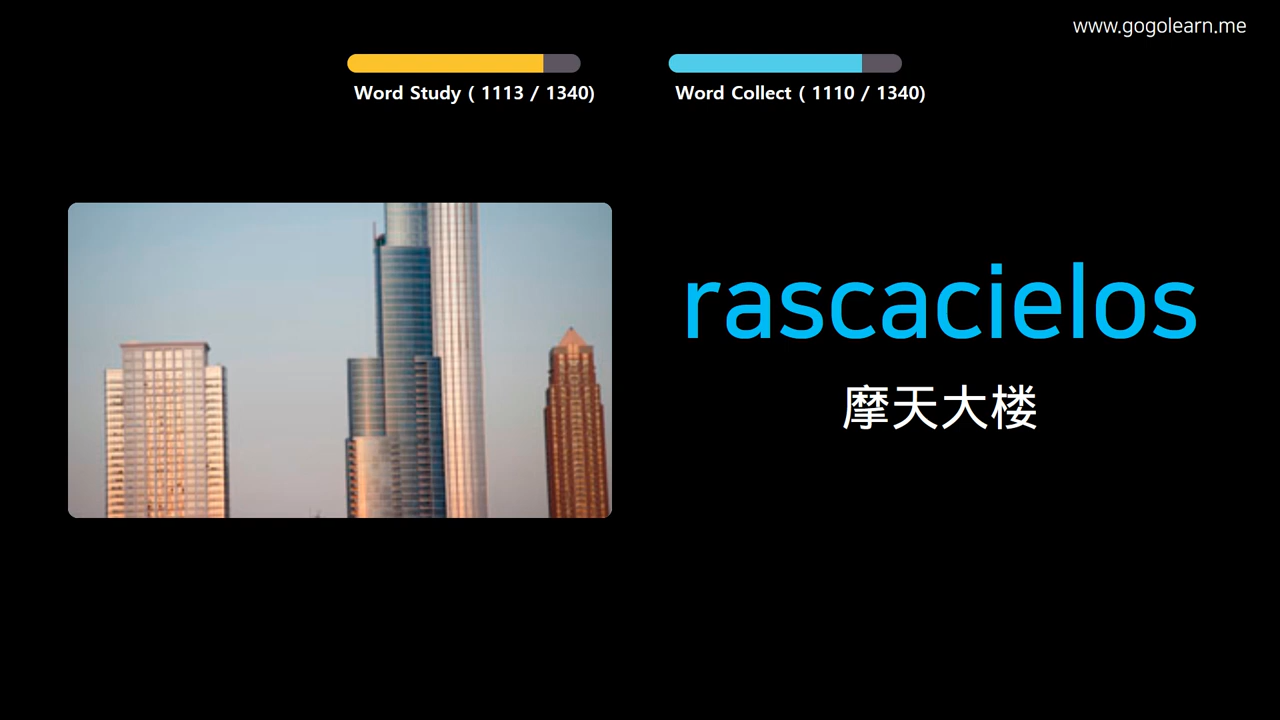 www.gogolearn.me
Word Study ( 1113 / 1340)
Word Collect ( 1110 / 1340)
rascacielos
摩天大楼